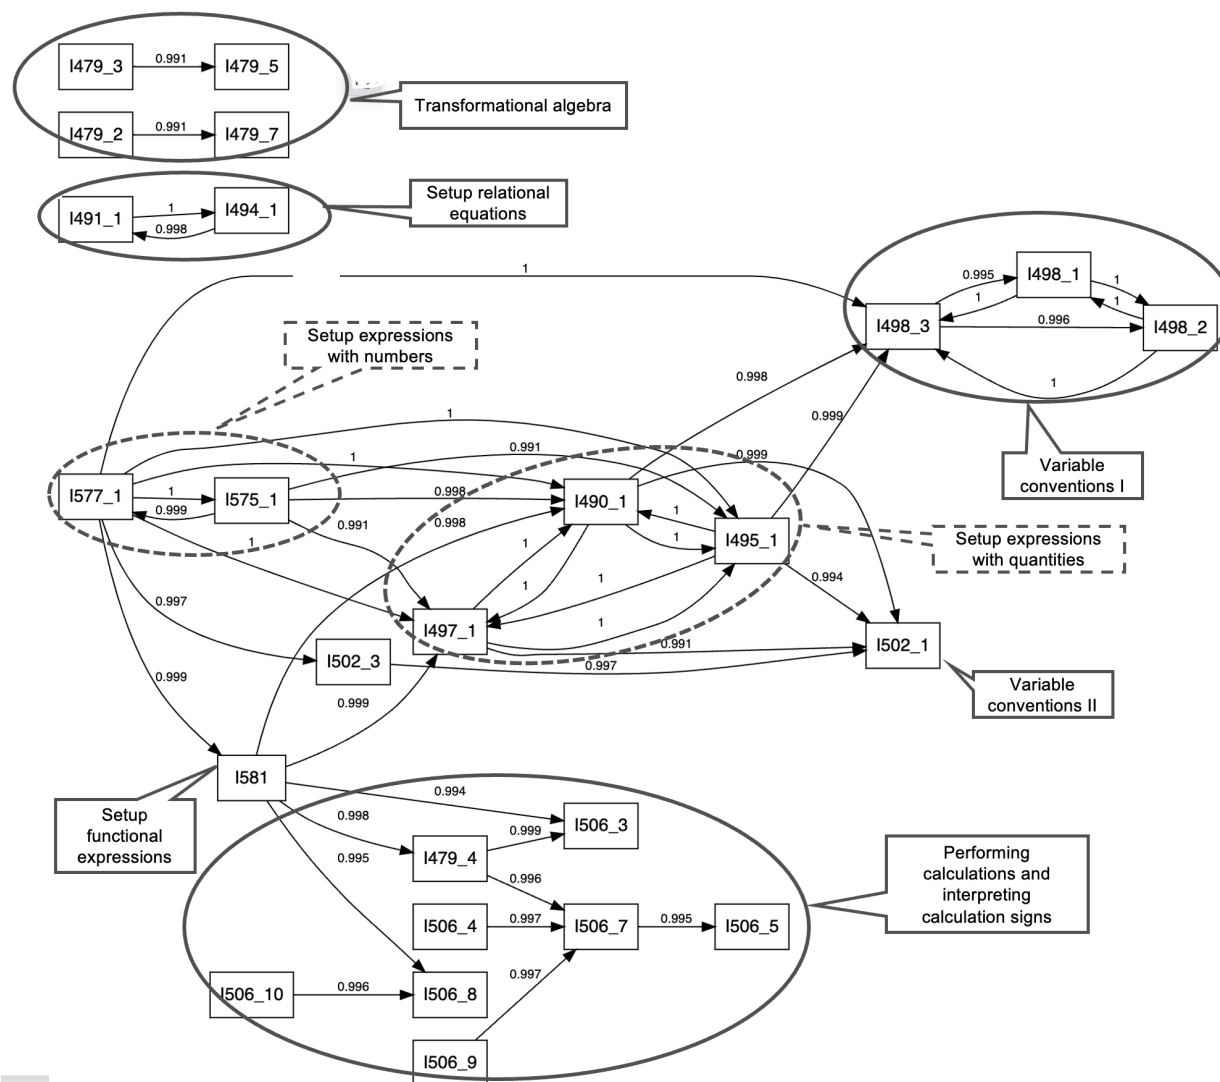 I479_3
0.991
I479_5
Transformational algebra
I479_2
0.991
I479_7
Setup relational
equations
I491_1
1
0.998
I494_1
1
0.995
I498_1
1
1
1
I498_3
0.996
I498_2
1
Setup expressions
with numbers
0.998
0.999
Variable
conventions I
1
0.991
0.999
1
I577_1
1
0.999
I575_1
0.998
I490_1
0.991
0.998
1
1
I495_1
Setup expressions
with quantities
1
1
1
1
1
0.994
0.997
I497_1
0.991
I502_1
I502_3
0.997
Variable
conventions II
0.999
0.999
I581
Setup
functional
expressions
0.994
0.998
I506_3
0.999
0.995
I479_4
0.996
Performing
calculations and
interpreting
calculation signs
I506_4
0.997
I506_7
0.995
I506_5
0.997
I506_10
0.996
I506_8
I506_9